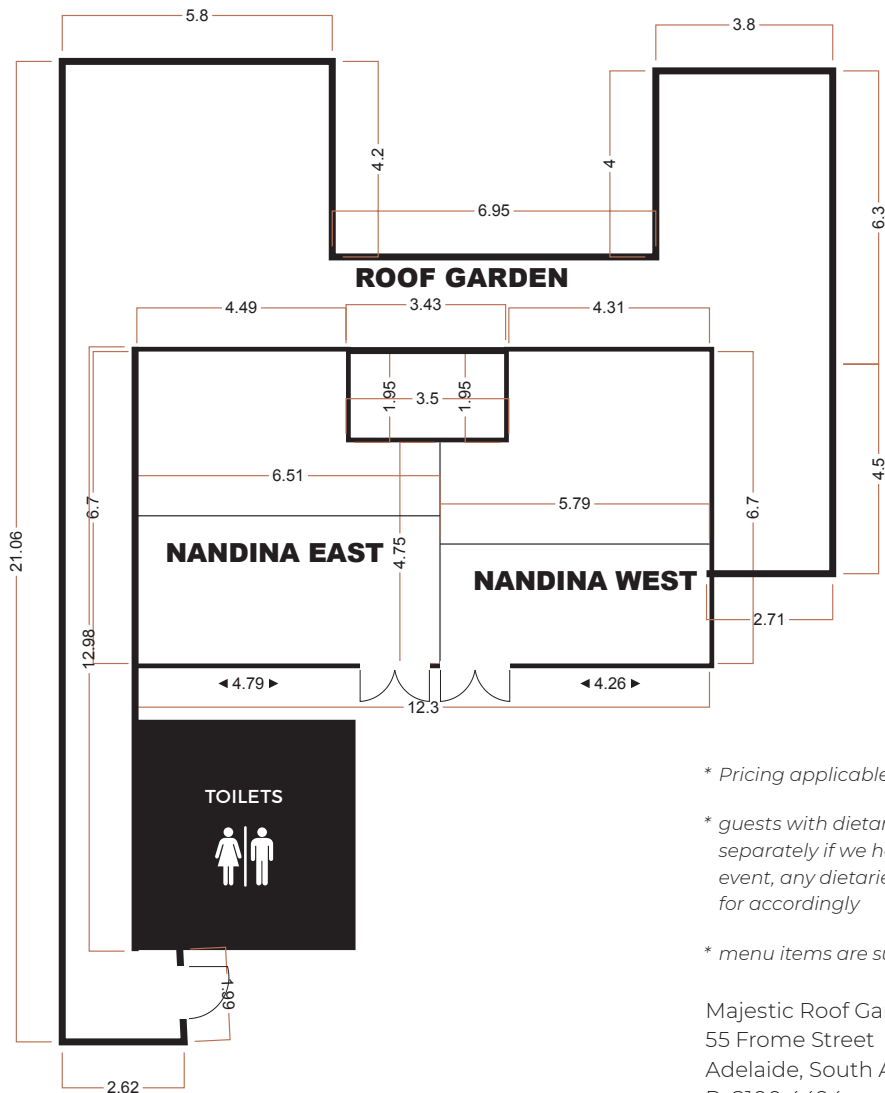 5.8
3.8
4.2
4
6.3
6.95
ROOF GARDEN
4.49
3.43
4.31
1.95
3.5
1.95
6.51
4.5
6.7
5.79
6.7
4.75
21.06
NANDINA EAST
NANDINA WEST
2.71
12.98
◄ 4.79 ►
◄ 4.26 ►
12.3
TOILETS
1.99
2.62
* Pricing applicable
* guests with dietar
separately if we h
event, any dietarie
for accordingly
* menu items are su
Majestic Roof Ga
55 Frome Street
Adelaide, South A